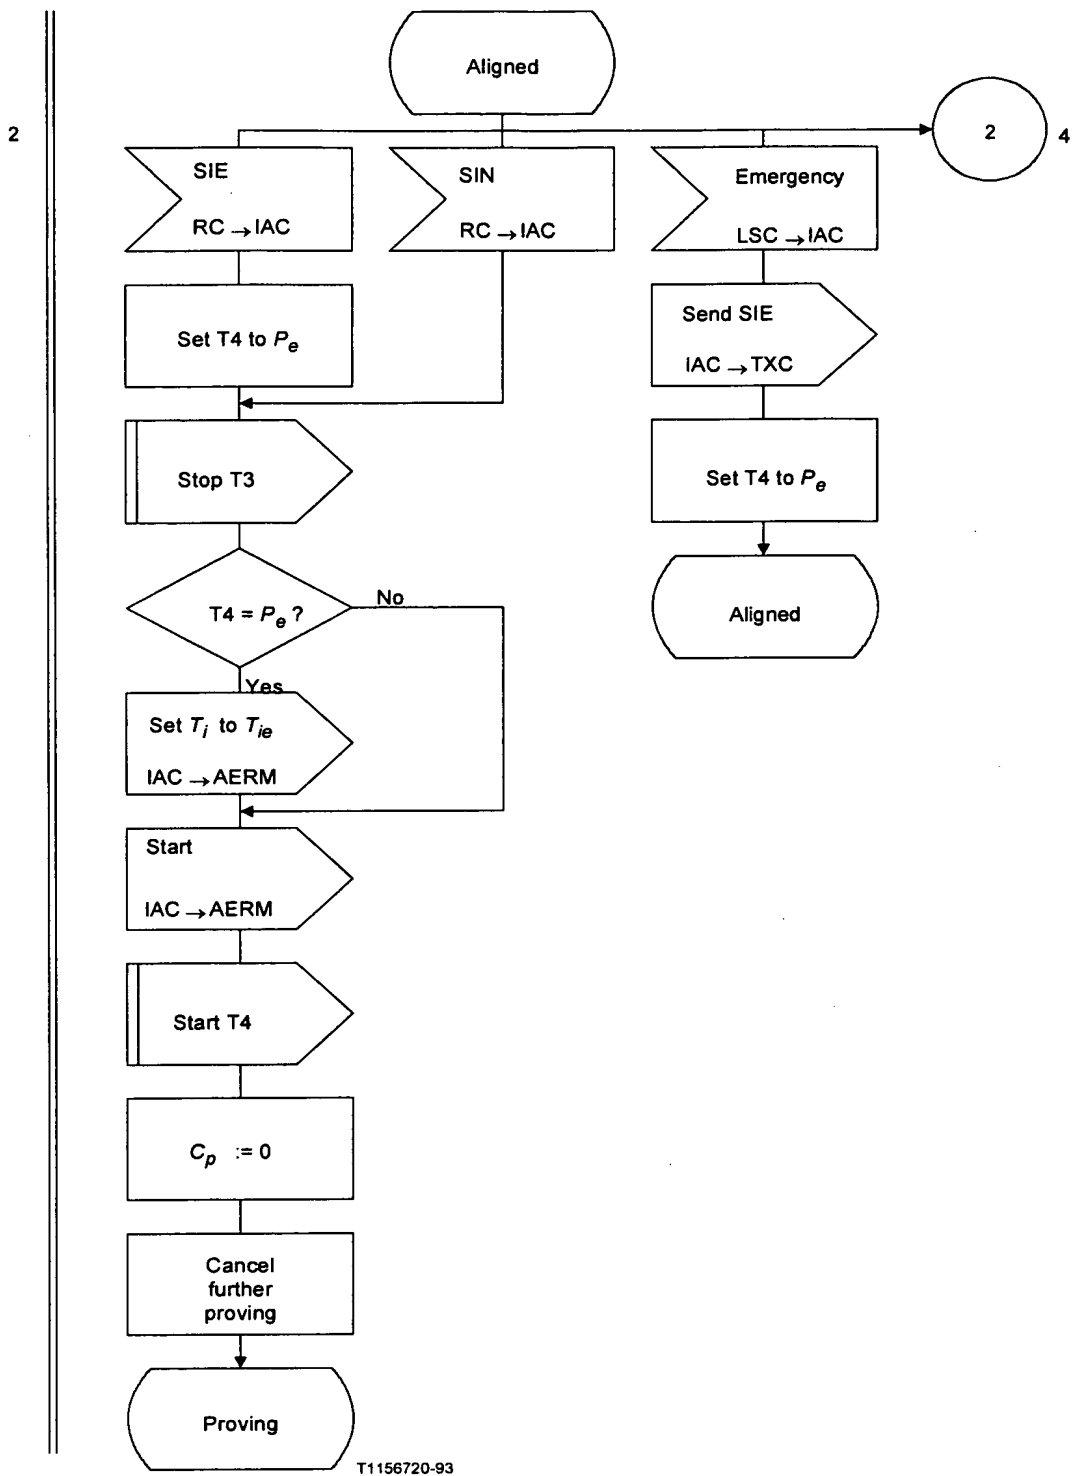 Aligned
2
2
4
SIE
RC → IAC
SIN
RC → IAC
Emergency
LSC → IAC
Set T4 to Pe
Send SIE
IAC → TXC
Stop T3
Set T4 to Pe
T4 = Pe ?
No
Yes
Aligned
Set Ti to Tie
IAC → AERM
Start
IAC → AERM
Start T4
Cp := 0
Cancel
further
proving
Proving
T1156720-93